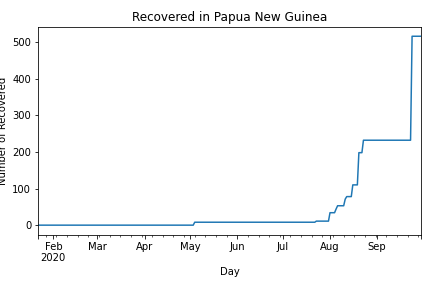 Recovered in Papua New Guinea
Number of Recovered
500
400
300
200
100
0
Feb Mar Apr May Jun Jul Aug Sep
2020
Day